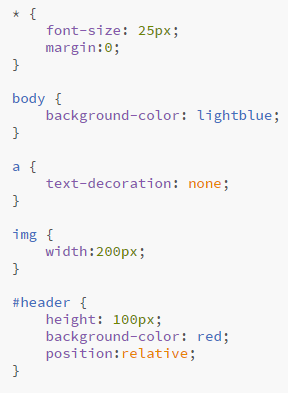 * {
    font-size: 25px;
    margin:0;
}

body {
    background-color: lightblue;
}

a {
    text-decoration: none;
}

img {
    width:200px;
}

#header {
    height: 100px;
    background-color: red;
    position:relative;
}